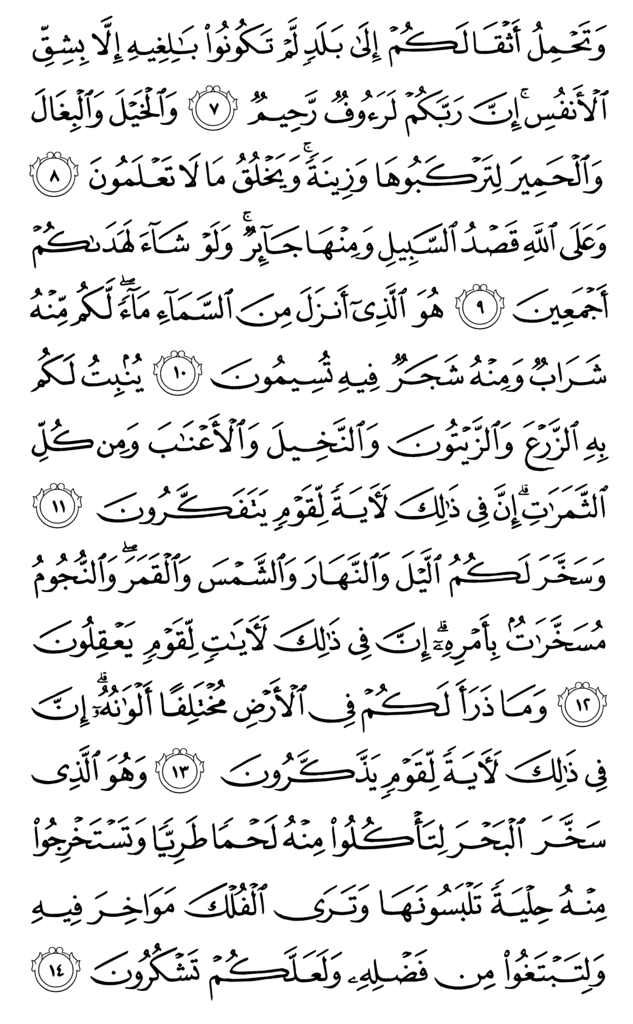 وَتَحْمِلُ أَثْقَالَكُمْ إِلَىٰ بَلَدٍ لَّمْ تَكُونُوا۟ بَـٰلِغِيهِ إِلَّا بِشِقِّ
ٱلْأَنفُسِ ۚ إِنَّ رَبَّكُمْ لَرَءُوفٌ رَّحِيمٌ ٧ وَٱلْخَيْلَ وَٱلْبِغَالَ
وَٱلْحَمِيرَ لِتَرْكَبُوهَا وَزِينَةً ۚ وَيَخْلُقُ مَا لَا تَعْلَمُونَ ٨
وَعَلَى ٱللَّهِ قَصْدُ ٱلسَّبِيلِ وَمِنْهَا جَآئِرٌ ۚ وَلَوْ شَآءَ لَهَدَىٰكُمْ
أَجْمَعِينَ ٩ هُوَ ٱلَّذِىٓ أَنزَلَ مِنَ ٱلسَّمَآءِ مَآءً ۖ لَّكُم مِّنْهُ
شَرَابٌ وَمِنْهُ شَجَرٌ فِيهِ تُسِيمُونَ ١٠ يُنۢبِتُ لَكُم
بِهِ ٱلزَّرْعَ وَٱلزَّيْتُونَ وَٱلنَّخِيلَ وَٱلْأَعْنَـٰبَ وَمِن كُلِّ
ٱلثَّمَرَٰتِ ۗ إِنَّ فِى ذَٰلِكَ لَـَٔايَةً لِّقَوْمٍ يَتَفَكَّرُونَ ١١
وَسَخَّرَ لَكُمُ ٱلَّيْلَ وَٱلنَّهَارَ وَٱلشَّمْسَ وَٱلْقَمَرَ ۖ وَٱلنُّجُومُ
مُسَخَّرَٰتٌۢ بِأَمْرِهِۦٓ ۗ إِنَّ فِى ذَٰلِكَ لَـَٔايَـٰتٍ لِّقَوْمٍ يَعْقِلُونَ
١٢ وَمَا ذَرَأَ لَكُمْ فِى ٱلْأَرْضِ مُخْتَلِفًا أَلْوَٰنُهُۥٓ ۗ إِنَّ
فِى ذَٰلِكَ لَـَٔايَةً لِّقَوْمٍ يَذَّكَّرُونَ ١٣ وَهُوَ ٱلَّذِى
سَخَّرَ ٱلْبَحْرَ لِتَأْكُلُوا۟ مِنْهُ لَحْمًا طَرِيًّا وَتَسْتَخْرِجُوا۟
مِنْهُ حِلْيَةً تَلْبَسُونَهَا وَتَرَى ٱلْفُلْكَ مَوَاخِرَ فِيهِ
وَلِتَبْتَغُوا۟ مِن فَضْلِهِۦ وَلَعَلَّكُمْ تَشْكُرُونَ ١٤